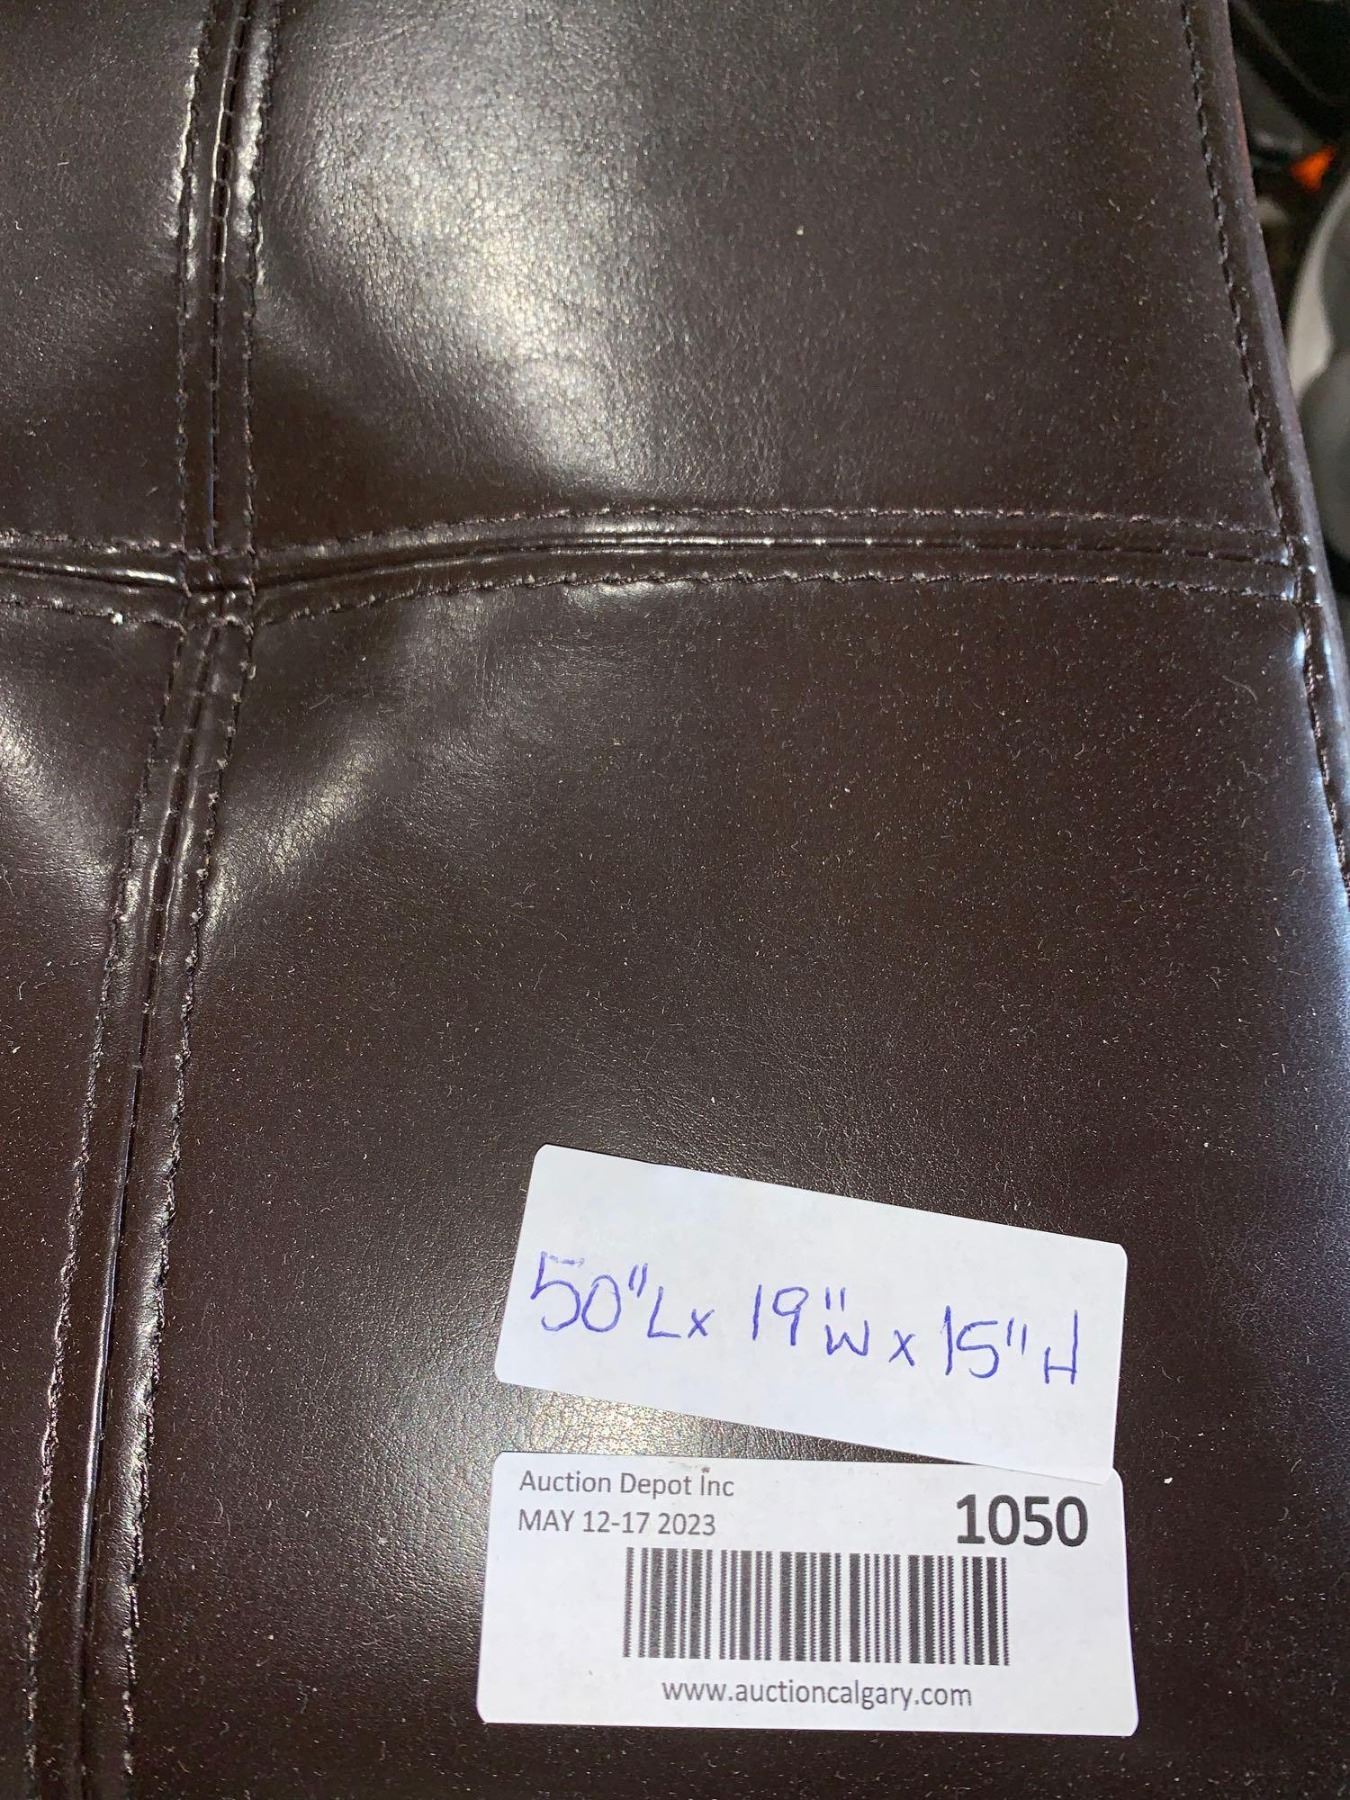 50"L x 19"W x 15"H
Auction Depot Inc
MAY 12-17 2023
1050
www.auctioncalgary.com